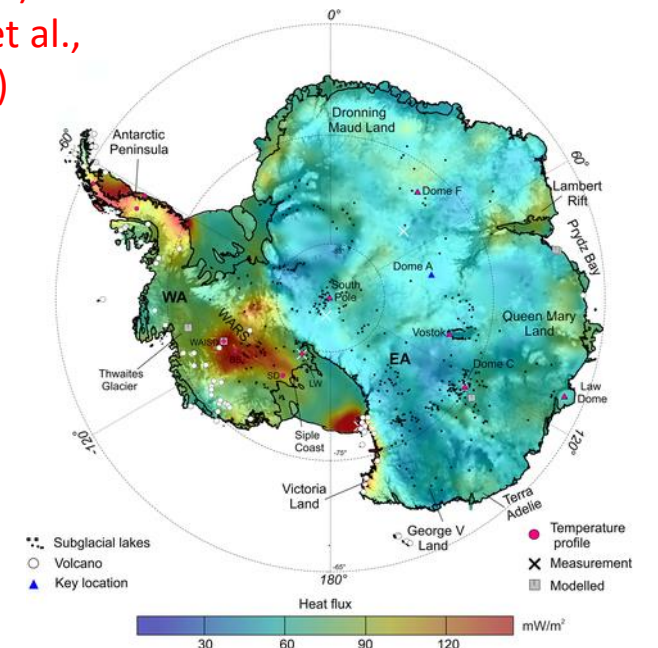 et al.,
)
0°
Dronning
Maud Land
Antarctic
Peninsula
-60°
60°
Lambert
Rift
Dome F
Prydz Bay
Dome A
South
Pole
WA
WARS
Queen Mary
Land
WAISD
Vostok
EA
Dome C
Thwaites
Glacier
SD
LW
Law
Dome
Siple
Coast
-120°
120°
-75°
Victoria
Land
Terra
Adelie
George V
Land
Subglacial lakes
Volcano
Key location
-65°
180°
Temperature
profile
Measurement
Modelled
Heat flux
mW/m²
30 60 90 120